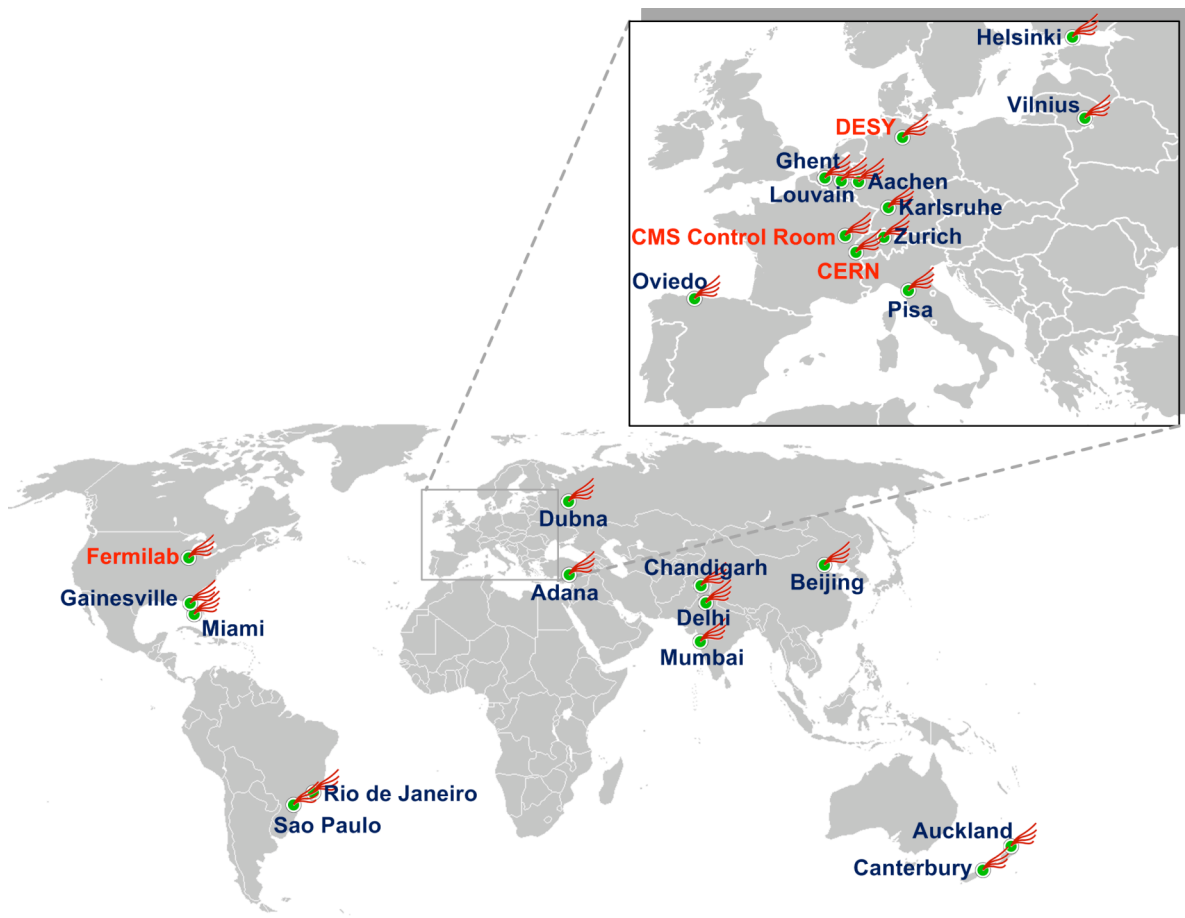 Helsinki
Vilnius
DESY
Ghent
Louvain
Aachen
Karlsruhe
CMS Control Room
Zurich
CERN
Oviedo
Pisa
Dubna
Fermilab
Adana
Chandigarh
Beijing
Gainesville
Miami
Delhi
Mumbai
Rio de Janeiro
Sao Paulo
Auckland
Canterbury